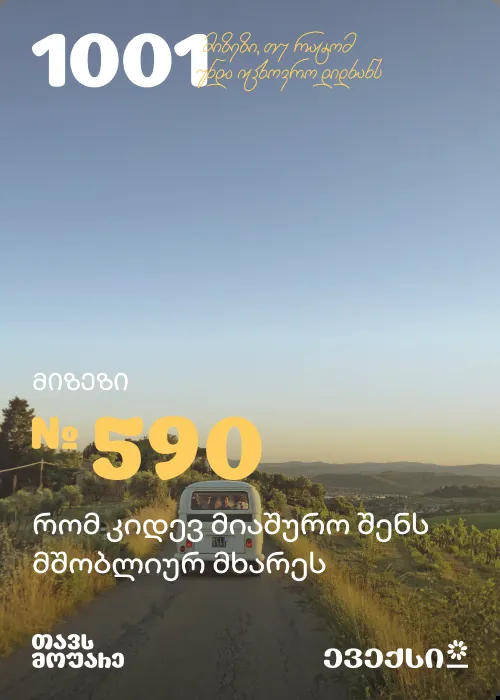 1001
მიზეზი, თუ რატომ
უნდა იცხოვრო დიდხანს
მიზეზი
№ 590
რომ კიდევ მიაშურო შენს
მშობლიურ მხარეს
თავს
მოუარე
ევექსი